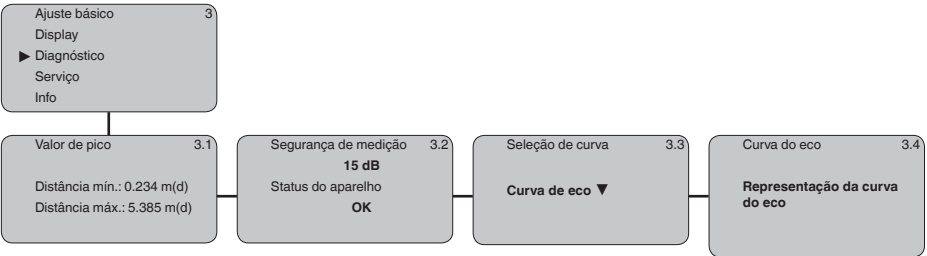 Ajuste básico 3
Display
▶ Diagnóstico
Serviço
Info
Valor de pico 3.1
Distância mín.: 0.234 m(d)
Distância máx.: 5.385 m(d)
Segurança de medição 3.2
15 dB
Status do aparelho
OK
Seleção de curva 3.3
Curva de eco ▼
Curva do eco 3.4
Representação da curva
do eco